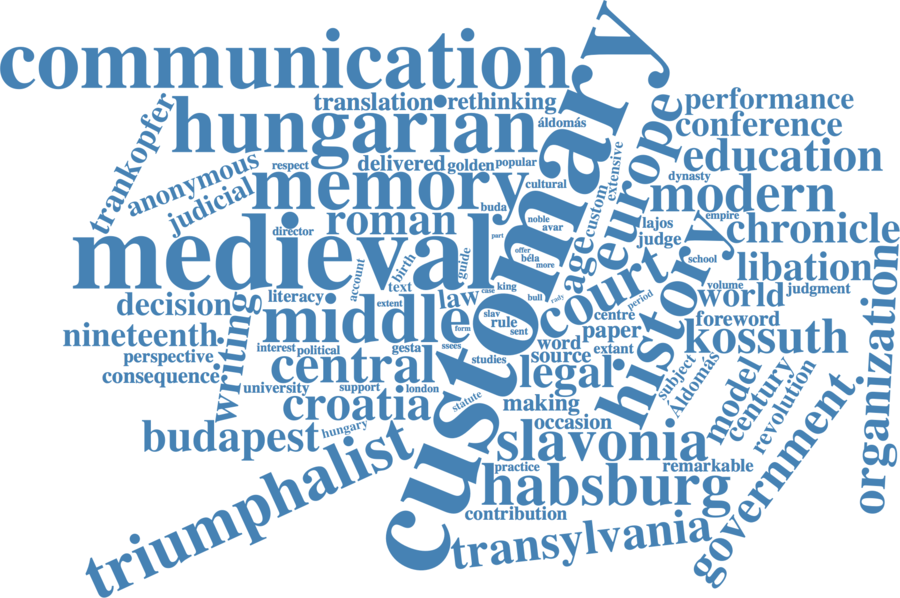 communication
customary
translation
rethinking
performance
trankopfer
hungarian
áldomás
conference
europe
extensive
education
anonymous
respect
delivered
golden
popular
dynasty
judicial
memory
cultural
custom
modern
buda
noble
avar
lajos
empire
chronicle
roman
director
part
age
judge
medieval
offer
béla
more
court
history
school
libation
account
birth
text
guide
king
volume
judgment
decision
literacy
extent
law
case
bull
rady
period
world
organization
nineteenth
writing
middle
form
slav
rule
sent
centre
paper
foreword
kossuth
perspective
interest
political
gesta
ssees
studies
word
source
extant
consequence
central
legal
subject
Áldomás
model
university
support
london
croatia
statute
making
century
revolution
budapest
hungary
occasion
slavonia
government
triumphalist
practice
remarkable
habsburg
contribution
transylvania